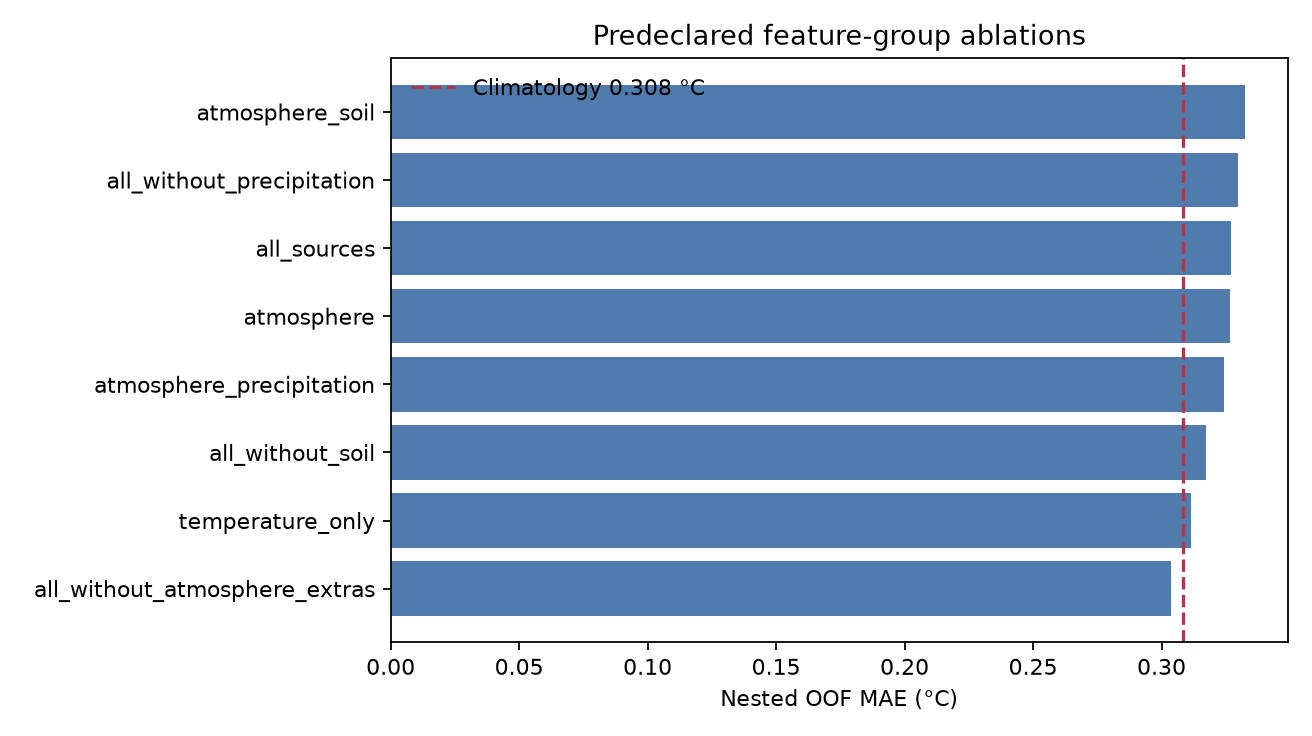 Predeclared feature-group ablations
Climatology 0.308 °C
atmosphere_soil
all_without_precipitation
all_sources
atmosphere
atmosphere_precipitation
all_without_soil
temperature_only
all_without_atmosphere_extras
0.00 0.05 0.10 0.15 0.20 0.25 0.30
Nested OOF MAE (°C)